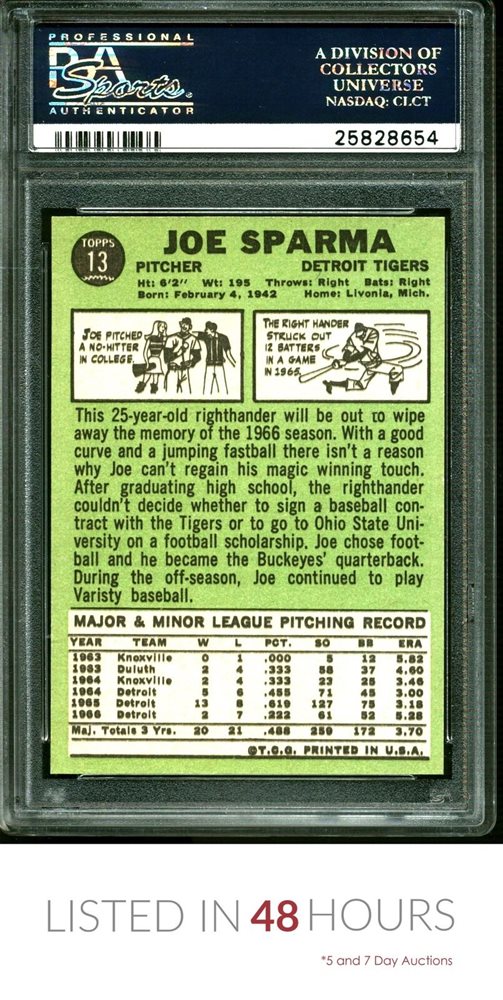 PROFESSIONAL
PSA
Sports
AUTHENTICATOR
A DIVISION OF
COLLECTORS
UNIVERSE
NASDAQ: CLCT
25828654
TOPPS
13
JOE SPARMA
PITCHER DETROIT TIGERS
Ht: 6'2" Wt: 195 Throws: Right Bats: Right
Born: February 4, 1942 Home: Livonia, Mich.
JOE PITCHED
A NO-HITTER
IN COLLEGE.
THE RIGHT HANDER
STRUCK OUT
12 BATTERS
IN A GAME
IN 1965.
This 25-year-old righthander will be out to wipe
away the memory of the 1966 season. With a good
curve and a jumping fastball there isn't a reason
why Joe can't regain his magic winning touch.
After graduating high school, the righthander
couldn't decide whether to sign a baseball con-
tract with the Tigers or to go to Ohio State Uni-
versity on a football scholarship. Joe chose foot-
ball and he became the Buckeyes' quarterback.
During the off-season, Joe continued to play
Varisty baseball.
MAJOR & MINOR LEAGUE PITCHING RECORD
YEAR TEAM W L PCT. SO BB ERA
1963 Knoxville 0 1 .000 5 12 5.82
1963 Duluth 2 4 .333 58 37 4.60
1964 Knoxville 2 4 .333 23 25 3.46
1964 Detroit 5 6 .455 71 45 3.00
1965 Detroit 13 8 .619 127 75 3.18
1966 Detroit 2 7 .222 61 52 5.28
Maj. Totals 3 Yrs. 20 21 .488 259 172 3.70
©T.C.G. PRINTED IN U.S.A.
LISTED IN 48 HOURS
*5 and 7 Day Auctions